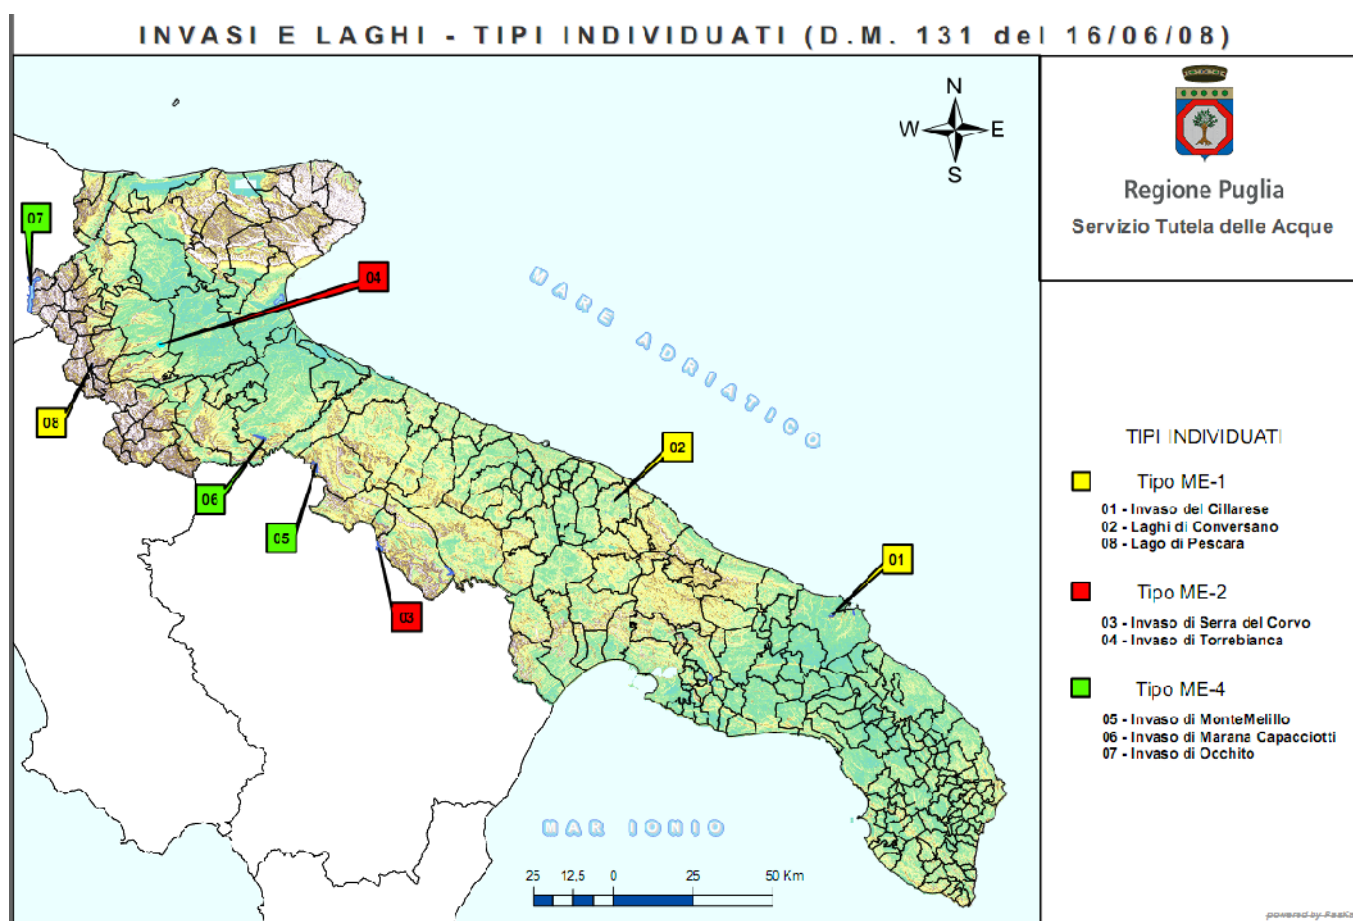 INVASI E LAGHI - TIPI INDIVIDUATI (D.M. 131 del 16/06/08)
N
W E
S
Regione Puglia
Servizio Tutela delle Acque
07
04
MARE ADRIATICO
08
02
06
05
01
03
TIPI INDIVIDUATI
Tipo ME-1
01 - Invaso del Cillarese
02 - Laghi di Conversano
08 - Lago di Pescara
Tipo ME-2
03 - Invaso di Serra del Corvo
04 - Invaso di Torrebianca
Tipo ME-4
05 - Invaso di MonteMelillo
06 - Invaso di Marana Capacciotti
07 - Invaso di Occhito
MAR IONIO
25 12,5 0 25 50 Km
powered by